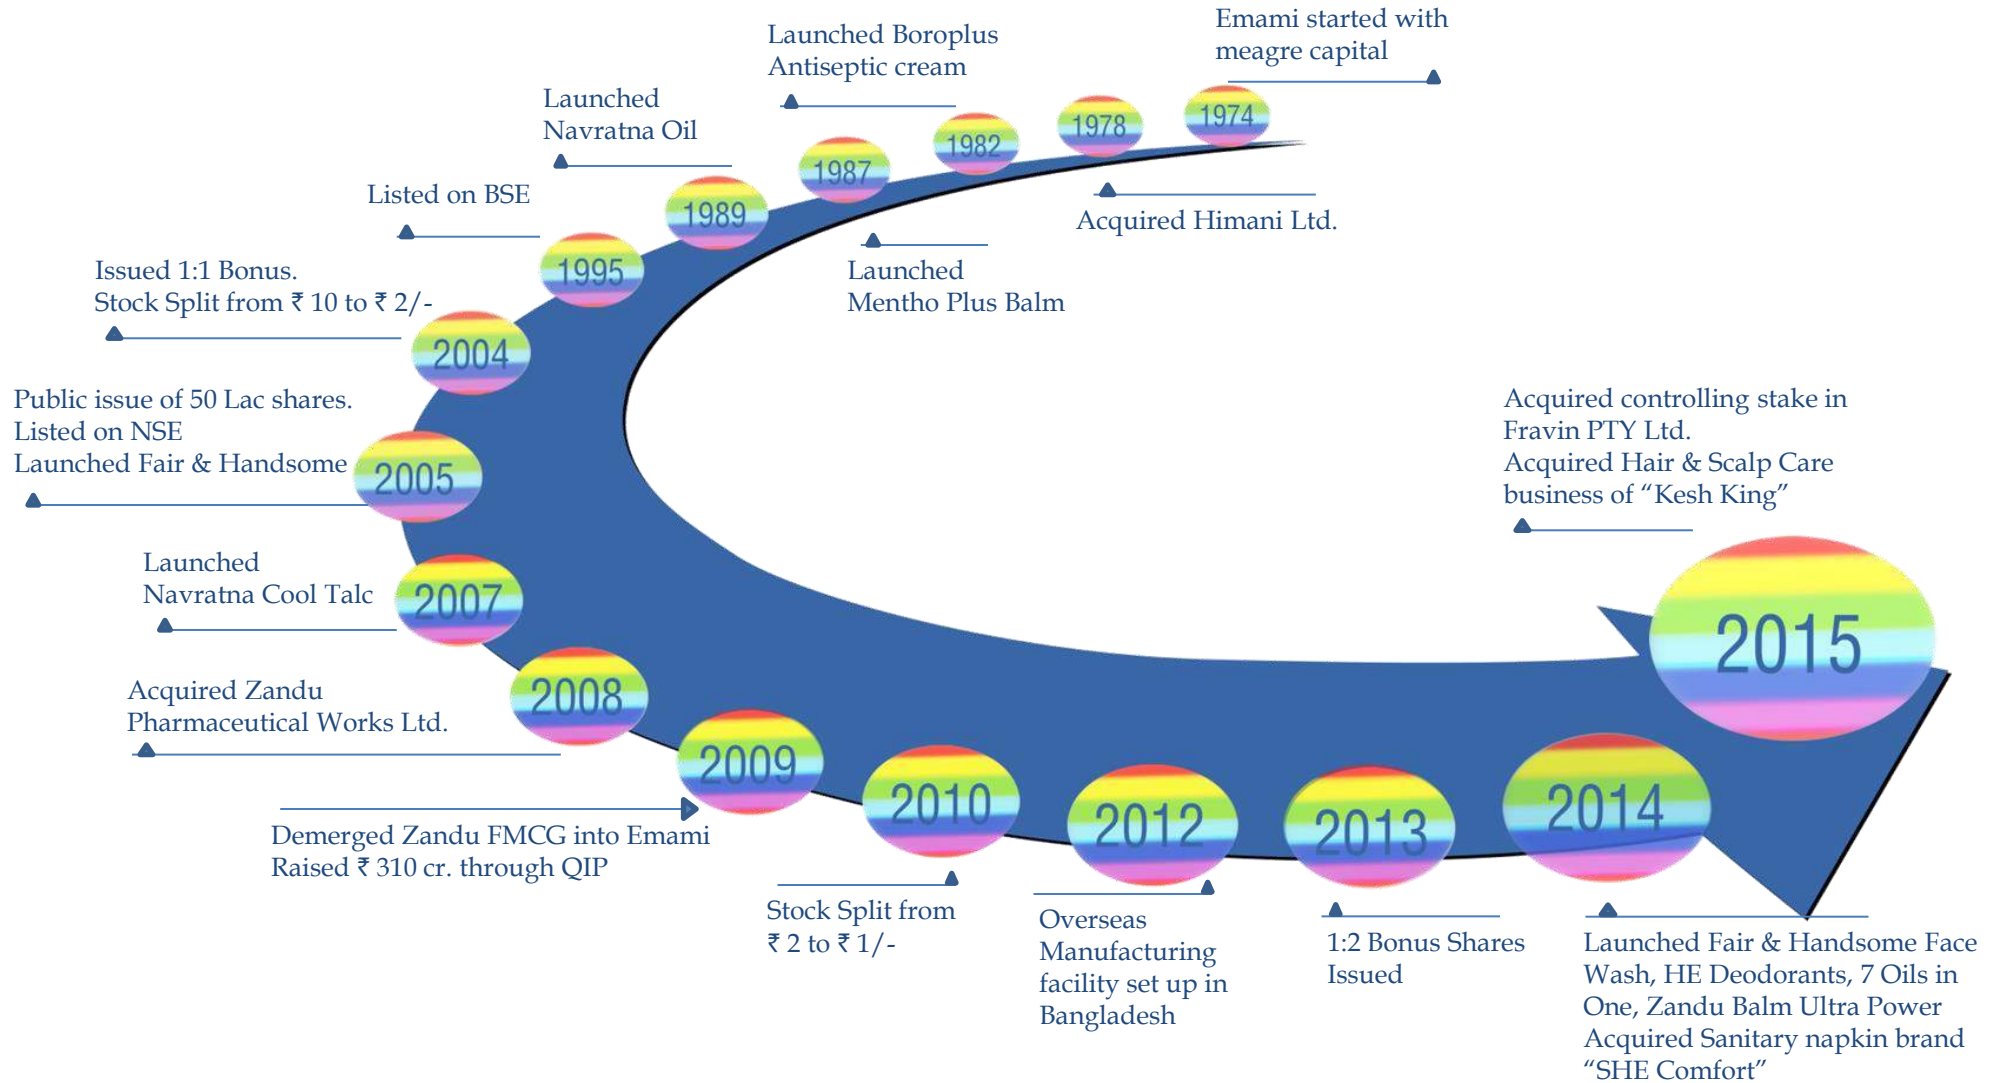 Emami started with
meagre capital
1974
1978
Acquired Himani Ltd.
Launched Boroplus
Antiseptic cream
1982
1987
Launched
Mentho Plus Balm
Launched
Navratna Oil
1989
Listed on BSE
1995
Issued 1:1 Bonus.
Stock Split from ₹ 10 to ₹ 2/-
2004
Public issue of 50 Lac shares.
Listed on NSE
Launched Fair & Handsome
2005
Launched
Navratna Cool Talc
2007
Acquired Zandu
Pharmaceutical Works Ltd.
2008
2009
Demerged Zandu FMCG into Emami
Raised ₹ 310 cr. through QIP
2010
Stock Split from
₹ 2 to ₹ 1/-
2012
Overseas
Manufacturing
facility set up in
Bangladesh
2013
1:2 Bonus Shares
Issued
2014
Launched Fair & Handsome Face
Wash, HE Deodorants, 7 Oils in
One, Zandu Balm Ultra Power
Acquired Sanitary napkin brand
“SHE Comfort”
Acquired controlling stake in
Fravin PTY Ltd.
Acquired Hair & Scalp Care
business of “Kesh King”
2015